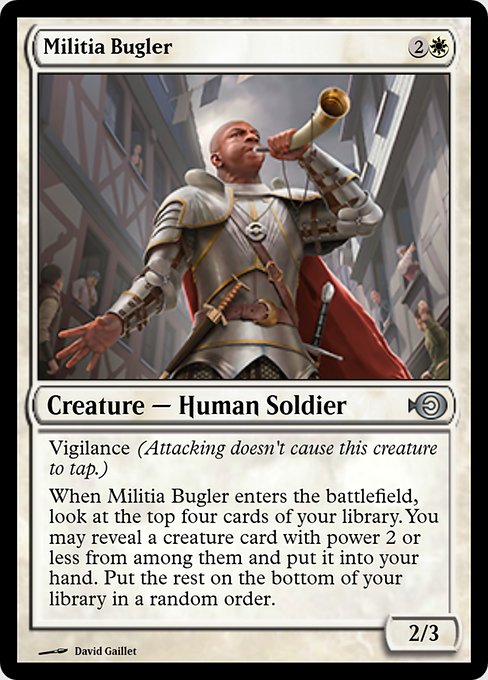 Militia Bugler 2
Creature — Human Soldier
Vigilance (Attacking doesn't cause this creature
to tap.)
When Militia Bugler enters the battlefield,
look at the top four cards of your library. You
may reveal a creature card with power 2 or
less from among them and put it into your
hand. Put the rest on the bottom of your
library in a random order.
2/3
David Gaillet